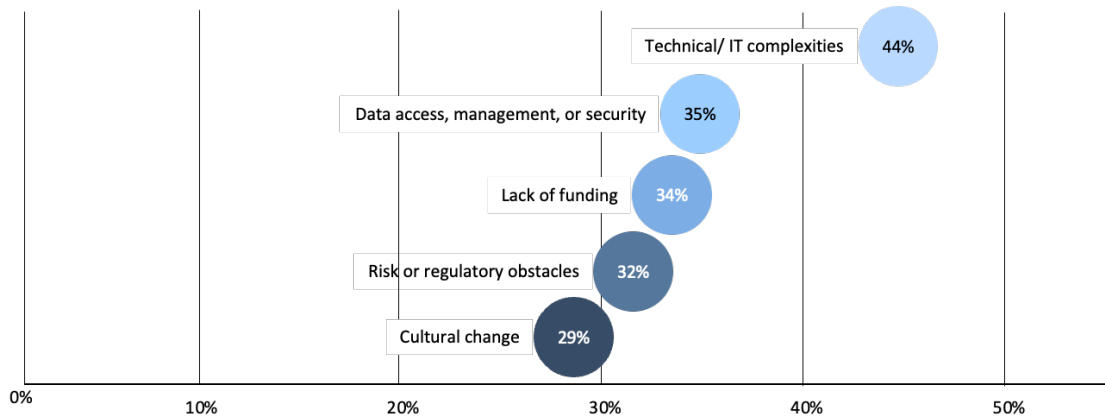 Technical/ IT complexities 44%
Data access, management, or security 35%
Lack of funding 34%
Risk or regulatory obstacles 32%
Cultural change 29%
0% 10% 20% 30% 40% 50%